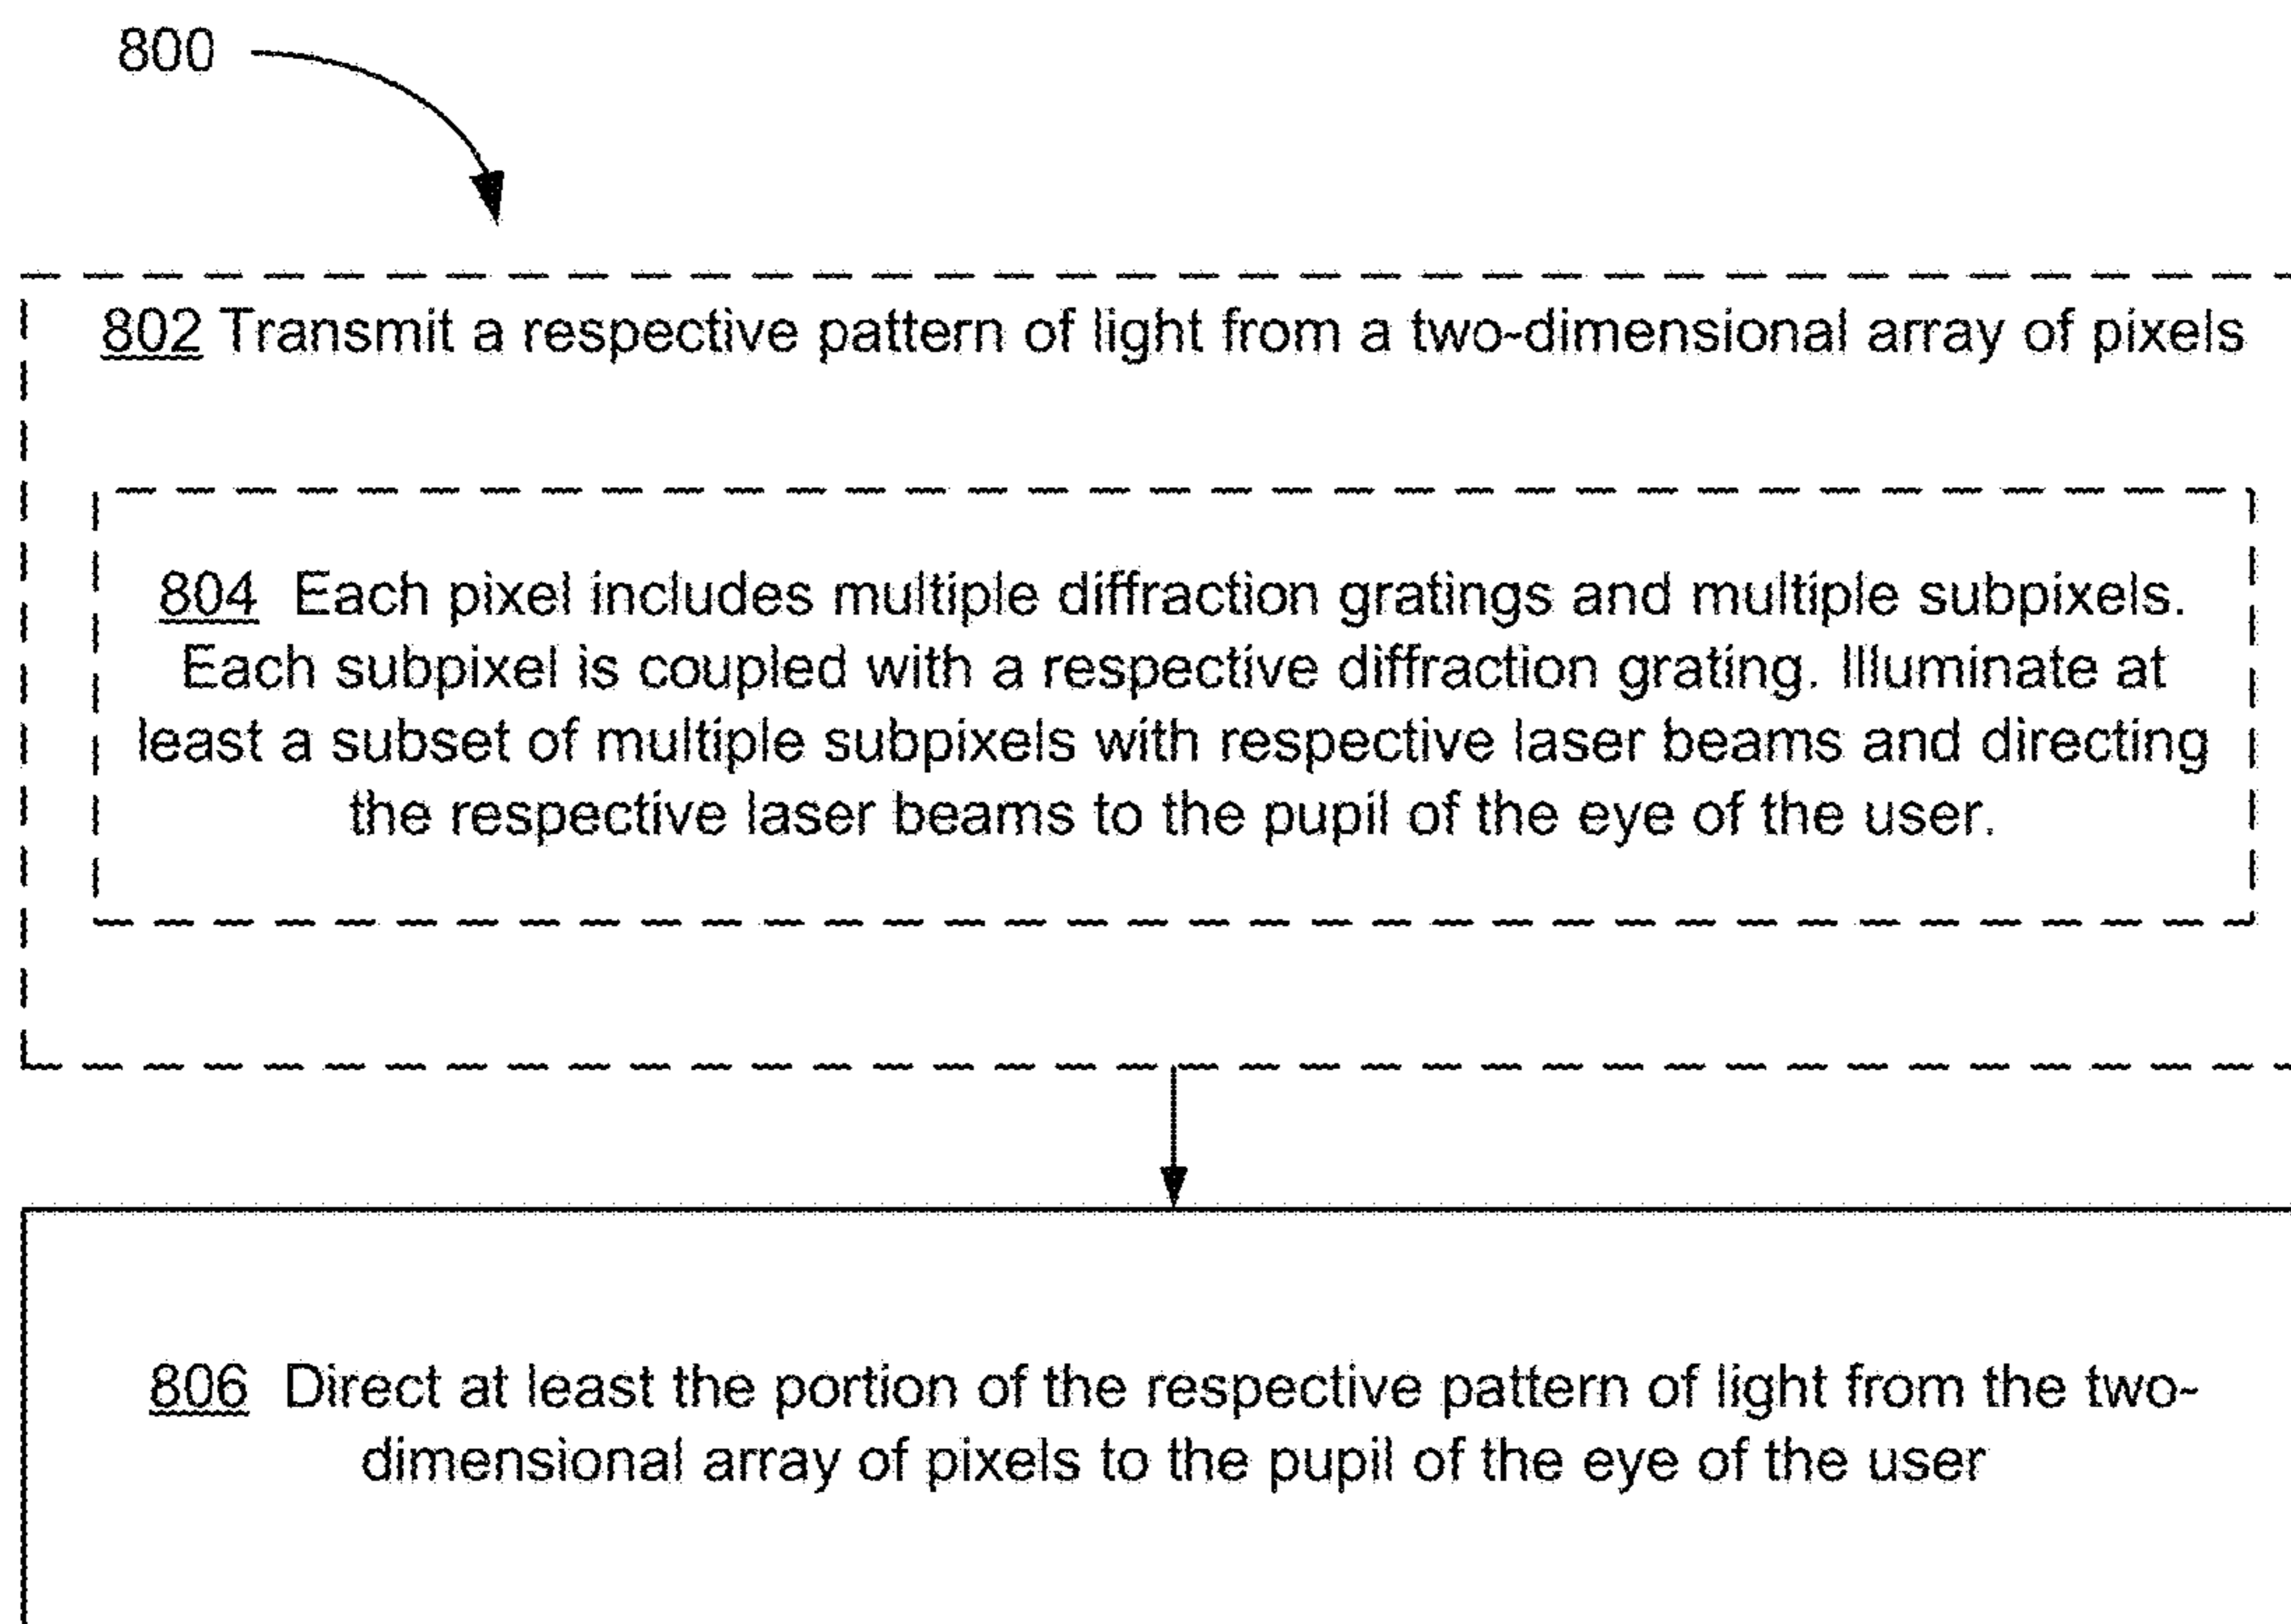 800
802 Transmit a respective pattern of light from a two-dimensional array of pixels
804 Each pixel includes multiple diffraction gratings and multiple subpixels.
Each subpixel is coupled with a respective diffraction grating. Illuminate at
least a subset of multiple subpixels with respective laser beams and directing
the respective laser beams to the pupil of the eye of the user.
806 Direct at least the portion of the respective pattern of light from the two-
dimensional array of pixels to the pupil of the eye of the user